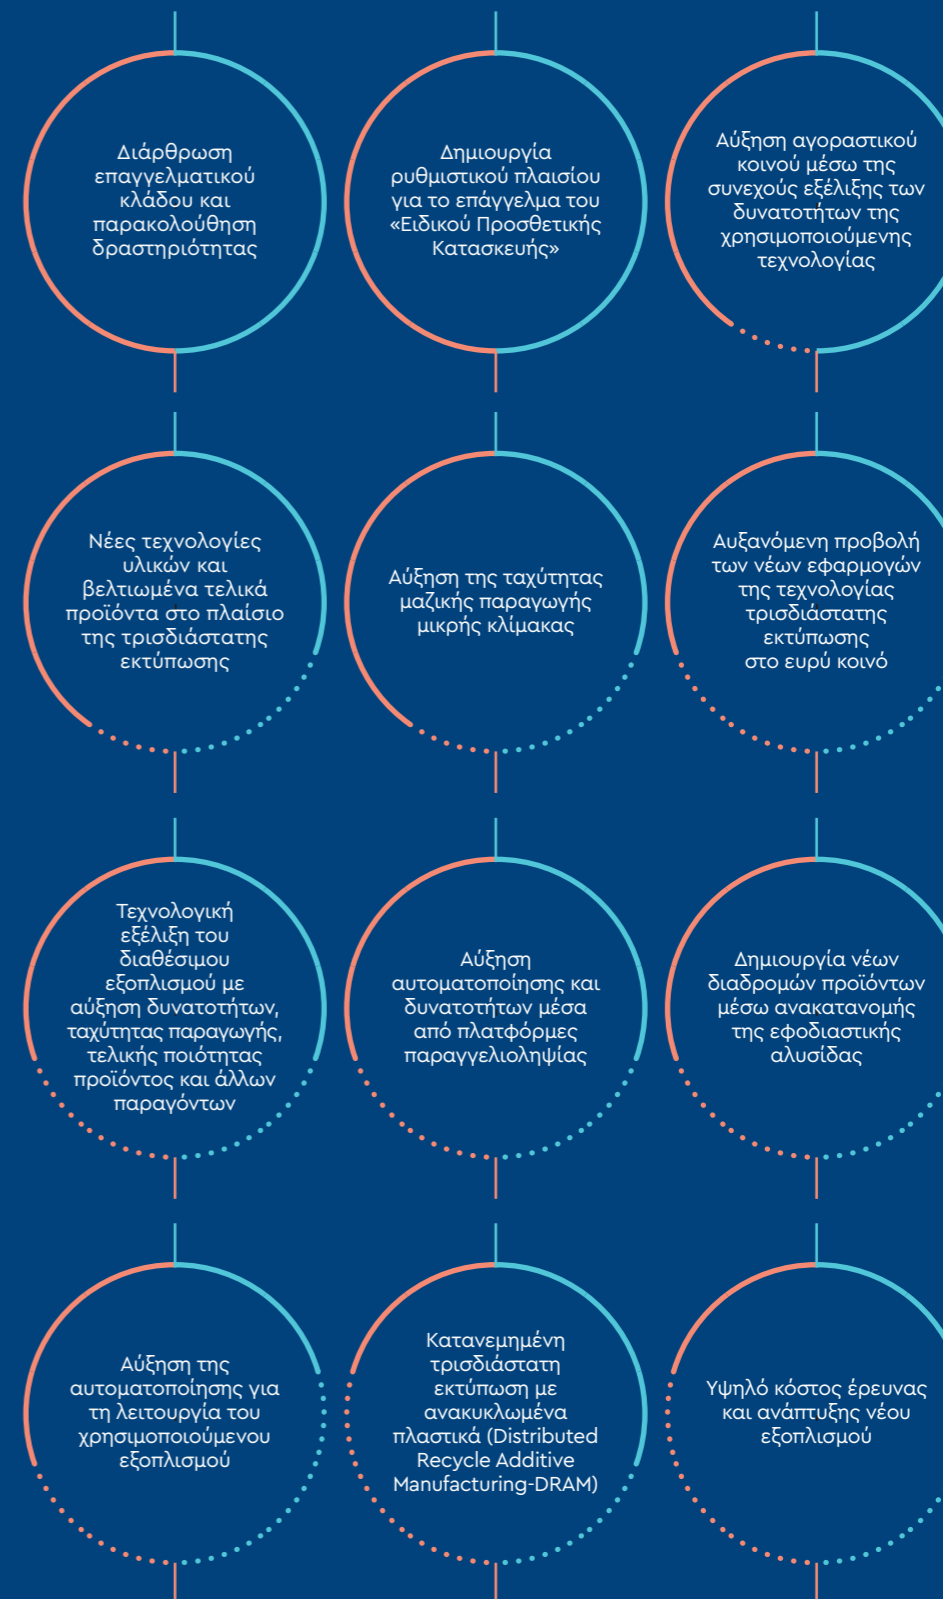 Διάρθρωση
επαγγελματικού
κλάδου και
παρακολούθηση
δραστηριότητας
Δημιουργία
ρυθμιστικού πλαισίου
για το επάγγελμα του
«Ειδικού Προσθετικής
Κατασκευής»
Αύξηση αγοραστικού
κοινού μέσω της
συνεχούς εξέλιξης των
δυνατοτήτων της
χρησιμοποιούμενης
τεχνολογίας
Νέες τεχνολογίες
υλικών και
βελτιωμένα τελικά
προϊόντα στο πλαίσιο
της τρισδιάστατης
εκτύπωσης
Αύξηση της ταχύτητας
μαζικής παραγωγής
μικρής κλίμακας
Αυξανόμενη προβολή
των νέων εφαρμογών
της τεχνολογίας
τρισδιάστατης
εκτύπωσης
στο ευρύ κοινό
Τεχνολογική
εξέλιξη του
διαθέσιμου
εξοπλισμού με
αύξηση δυνατοτήτων,
ταχύτητας παραγωγής,
τελικής ποιότητας
προϊόντος και άλλων
παραγόντων
Αύξηση
αυτοματοποίησης και
δυνατοτήτων μέσα
από πλατφόρμες
παραγγελιοληψίας
Δημιουργία νέων
διαδρομών προϊόντων
μέσω ανακατανομής
της εφοδιαστικής
αλυσίδας
Αύξηση της
αυτοματοποίησης για
τη λειτουργία του
χρησιμοποιούμενου
εξοπλισμού
Κατανεμημένη
τρισδιάστατη
εκτύπωση με
ανακυκλωμένα
πλαστικά (Distributed
Recycle Additive
Manufacturing-DRAM)
Υψηλό κόστος έρευνας
και ανάπτυξης νέου
εξοπλισμού